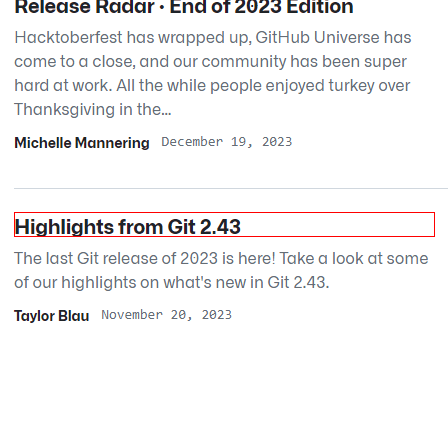 Release Radar · End of 2023 Edition
Hacktoberfest has wrapped up, GitHub Universe has
come to a close, and our community has been super
hard at work. All the while people enjoyed turkey over
Thanksgiving in the…
Michelle Mannering December 19, 2023
Highlights from Git 2.43
The last Git release of 2023 is here! Take a look at some
of our highlights on what's new in Git 2.43.
Taylor Blau November 20, 2023